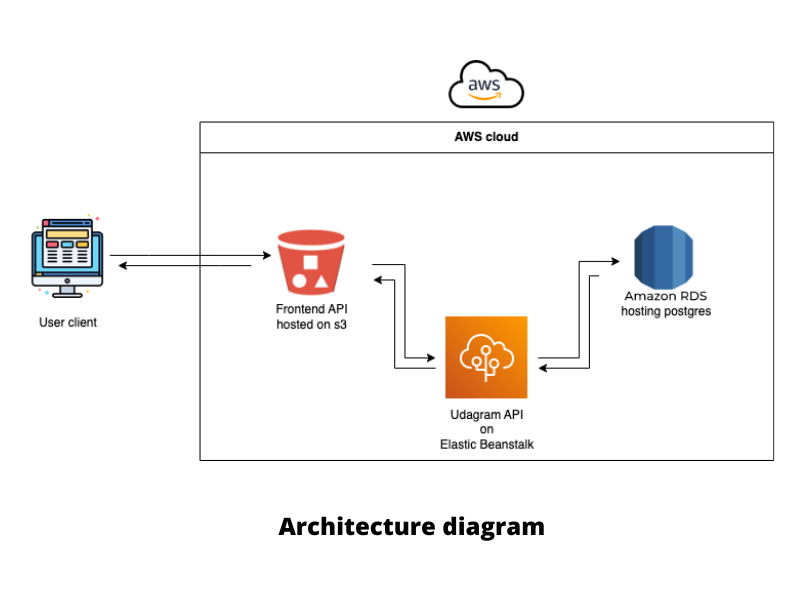 aws
AWS cloud
User client
Frontend API
hosted on s3
Amazon RDS
hosting postgres
Udagram API
on
Elastic Beanstalk
Architecture diagram